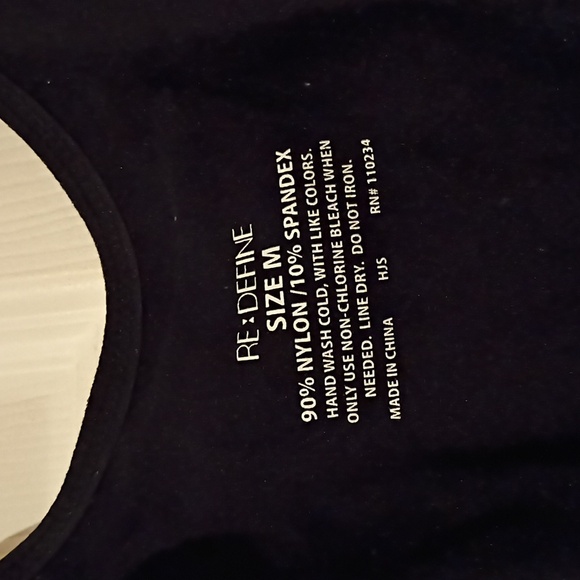 RE:DEFINE
SIZE M
90% NYLON /10% SPANDEX
HAND WASH COLD, WITH LIKE COLORS.
ONLY USE NON-CHLORINE BLEACH WHEN
NEEDED. LINE DRY. DO NOT IRON.
MADE IN CHINA HJS RN# 110234